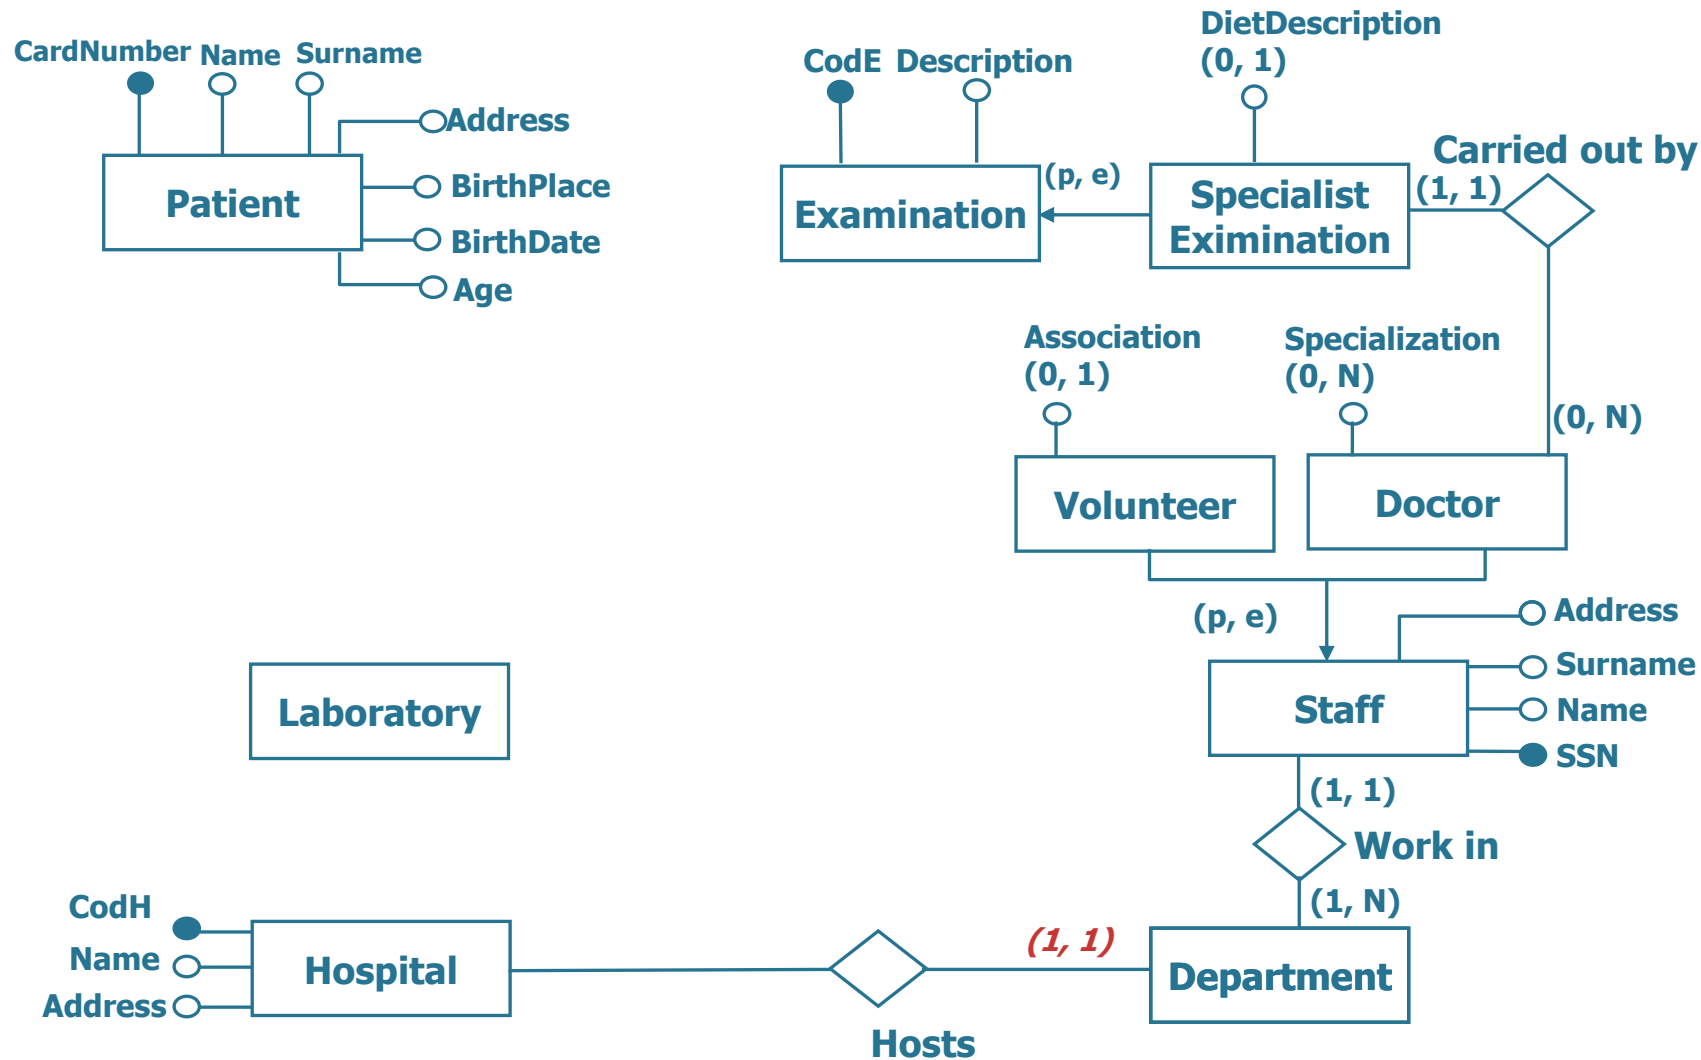 CardNumber
Name
Surname
Address
Patient
BirthPlace
BirthDate
Age
CodE
Description
DietDescription
(0, 1)
Carried out by
(1, 1)
(p, e)
Examination
Specialist
Eximination
(0, N)
Association
(0, 1)
Specialization
(0, N)
Volunteer
Doctor
(p, e)
Address
Surname
Name
SSN
Staff
Laboratory
(1, 1)
Work in
(1, N)
CodH
Name
Address
Hospital
(1, 1)
Department
Hosts